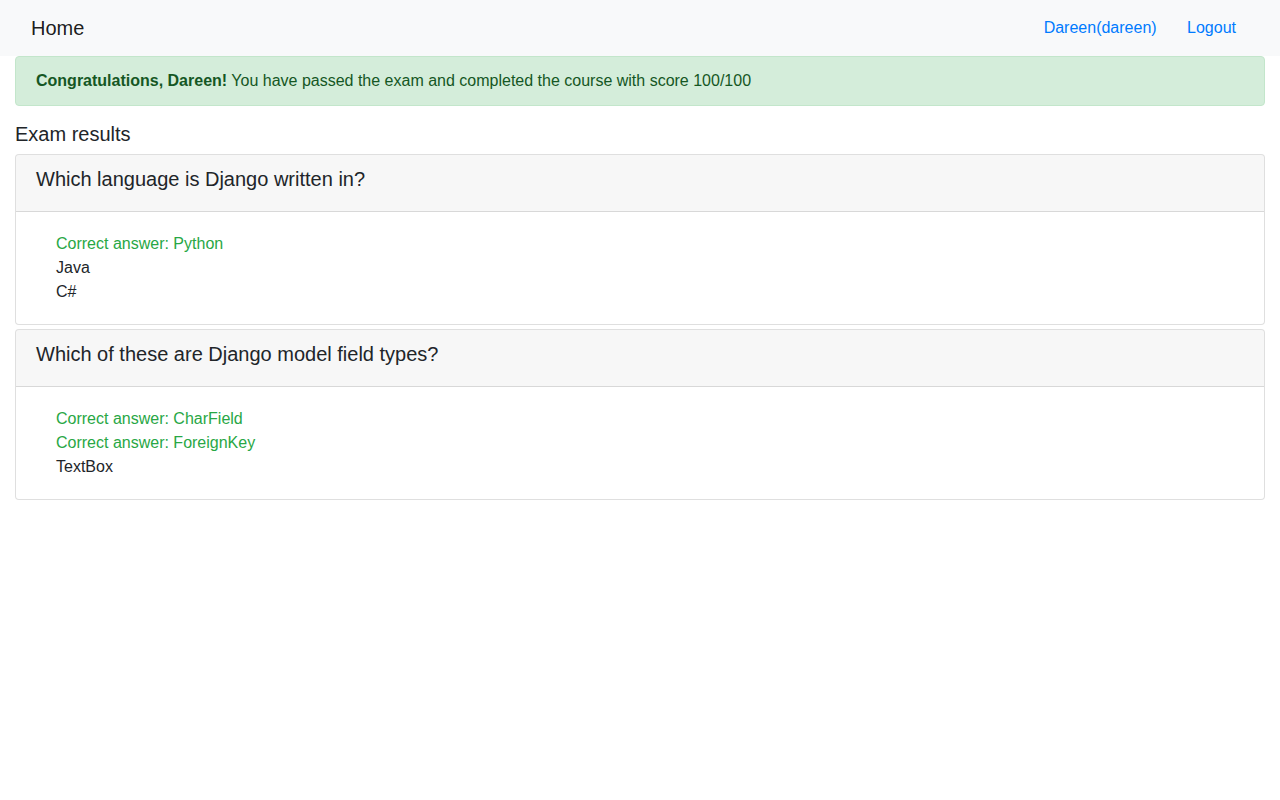 Home
Dareen(dareen) Logout
Congratulations, Dareen! You have passed the exam and completed the course with score 100/100
Exam results
Which language is Django written in?
Correct answer: Python
Java
C#
Which of these are Django model field types?
Correct answer: CharField
Correct answer: ForeignKey
TextBox